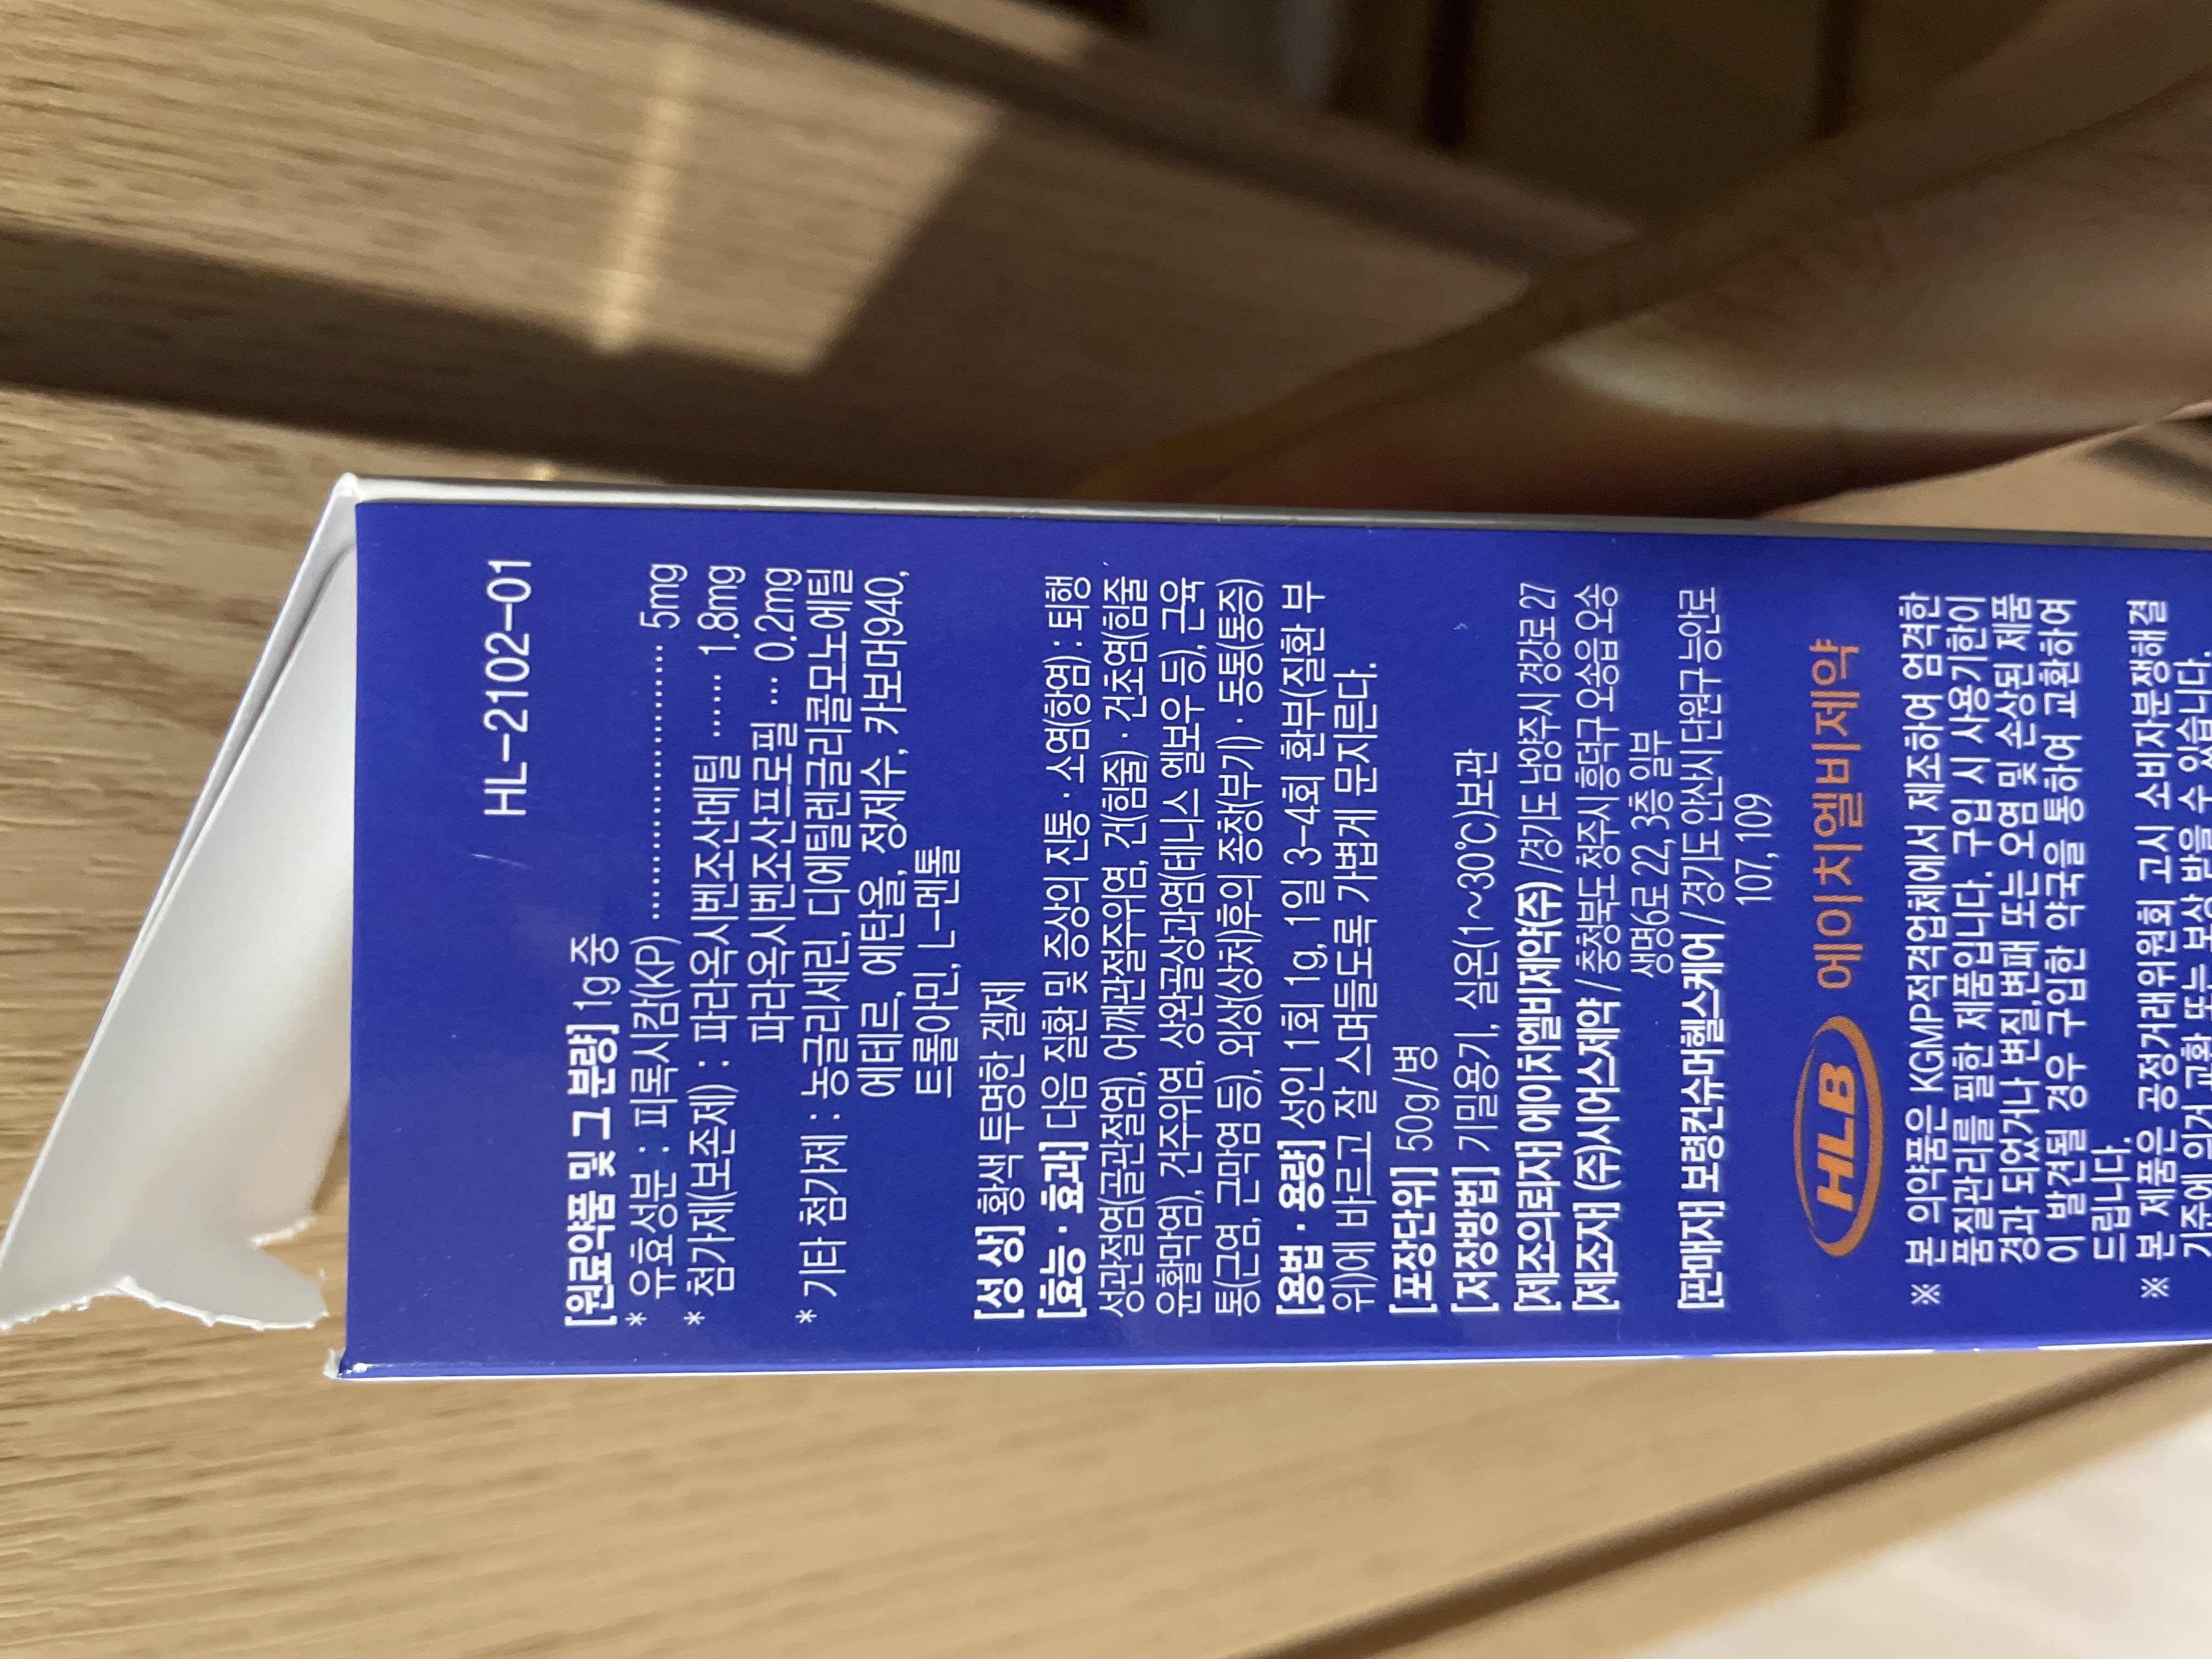 HL-2102-01
[원료약품 및 그 분량] 1g 중
* 유효성분 : 피록시캄(KP) ........................ 5mg
* 첨가제(보존제) : 파라옥시벤조산메틸 ...... 1.8mg
파라옥시벤조산프로필 ... 0.2mg
* 기타 첨가제 : 농글리세린, 디에틸렌글리콜모노에틸
에테르, 에탄올, 정제수, 카보머940,
트롤아민, L-멘톨
[성 상] 황색 투명한 겔제
[효능·효과] 다음 질환 및 증상의 진통·소염(항염) : 퇴행
성관절염(골관절염), 어깨관절주위염, 건(힘줄)·건초염(힘줄
윤활막염), 건주위염, 상완골상과염(테니스 엘보우 등), 근육
통(근염, 근막염 등), 외상(상처)후의 종창(부기)·동통(통증)
[용법·용량] 성인 1회 1g, 1일 3-4회 환부(질환 부
위)에 바르고 잘 스며들도록 가볍게 문지른다.
[포장단위] 50g/병
[저장방법] 기밀용기, 실온(1~30℃)보관
[제조의뢰자] 에이치엘비제약(주) / 경기도 남양주시 경강로 27
[제조자] (주)시어스제약 / 충청북도 청주시 흥덕구 오송읍 오송
생명6로 22, 3층 일부
[판매자] 보령컨슈머헬스케어 / 경기도 안산시 단원구 능안로
107, 109
HLB 에이치엘비제약
※ 본 의약품은 KGMP적격업체에서 제조하여 엄격한
품질관리를 필한 제품입니다. 구입 시 사용기한이
경과 되었거나 변질,변패 또는 오염 및 손상된 제품
이 발견될 경우 구입한 약국을 통하여 교환하여
드립니다.
※ 본 제품은 공정거래위원회 고시 소비자분쟁해결
기준에 의거 교환 또는 보상 받을 수 있습니다.